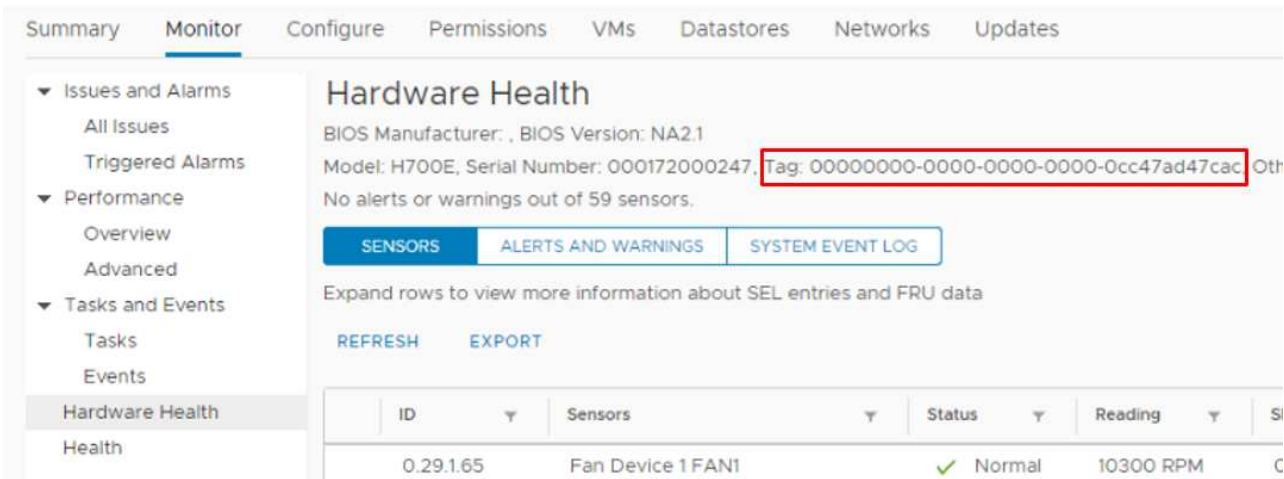 Summary Monitor Configure Permissions VMs Datastores Networks Updates
Issues and Alarms
All Issues
Triggered Alarms
Performance
Overview
Advanced
Tasks and Events
Tasks
Events
Hardware Health
Health
Hardware Health
BIOS Manufacturer: , BIOS Version: NA2.1
Model: H700E, Serial Number: 000172000247, Tag: 00000000-0000-0000-0000-0cc47ad47cac, Oth
No alerts or warnings out of 59 sensors.
SENSORS ALERTS AND WARNINGS SYSTEM EVENT LOG
Expand rows to view more information about SEL entries and FRU data
REFRESH EXPORT
ID Sensors Status Reading
0.29.1.65 Fan Device 1 FAN1 Normal 10300 RPM